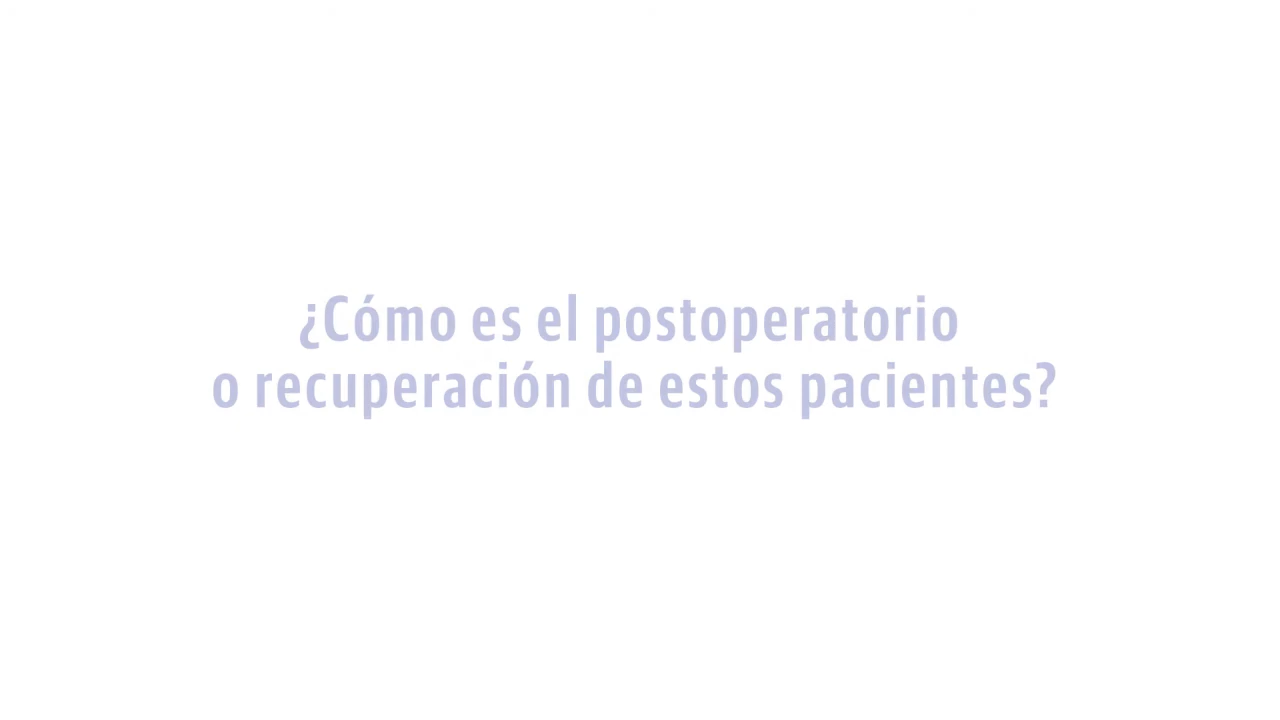 ¿Cómo es el postoperatorio
o recuperación de estos pacientes?